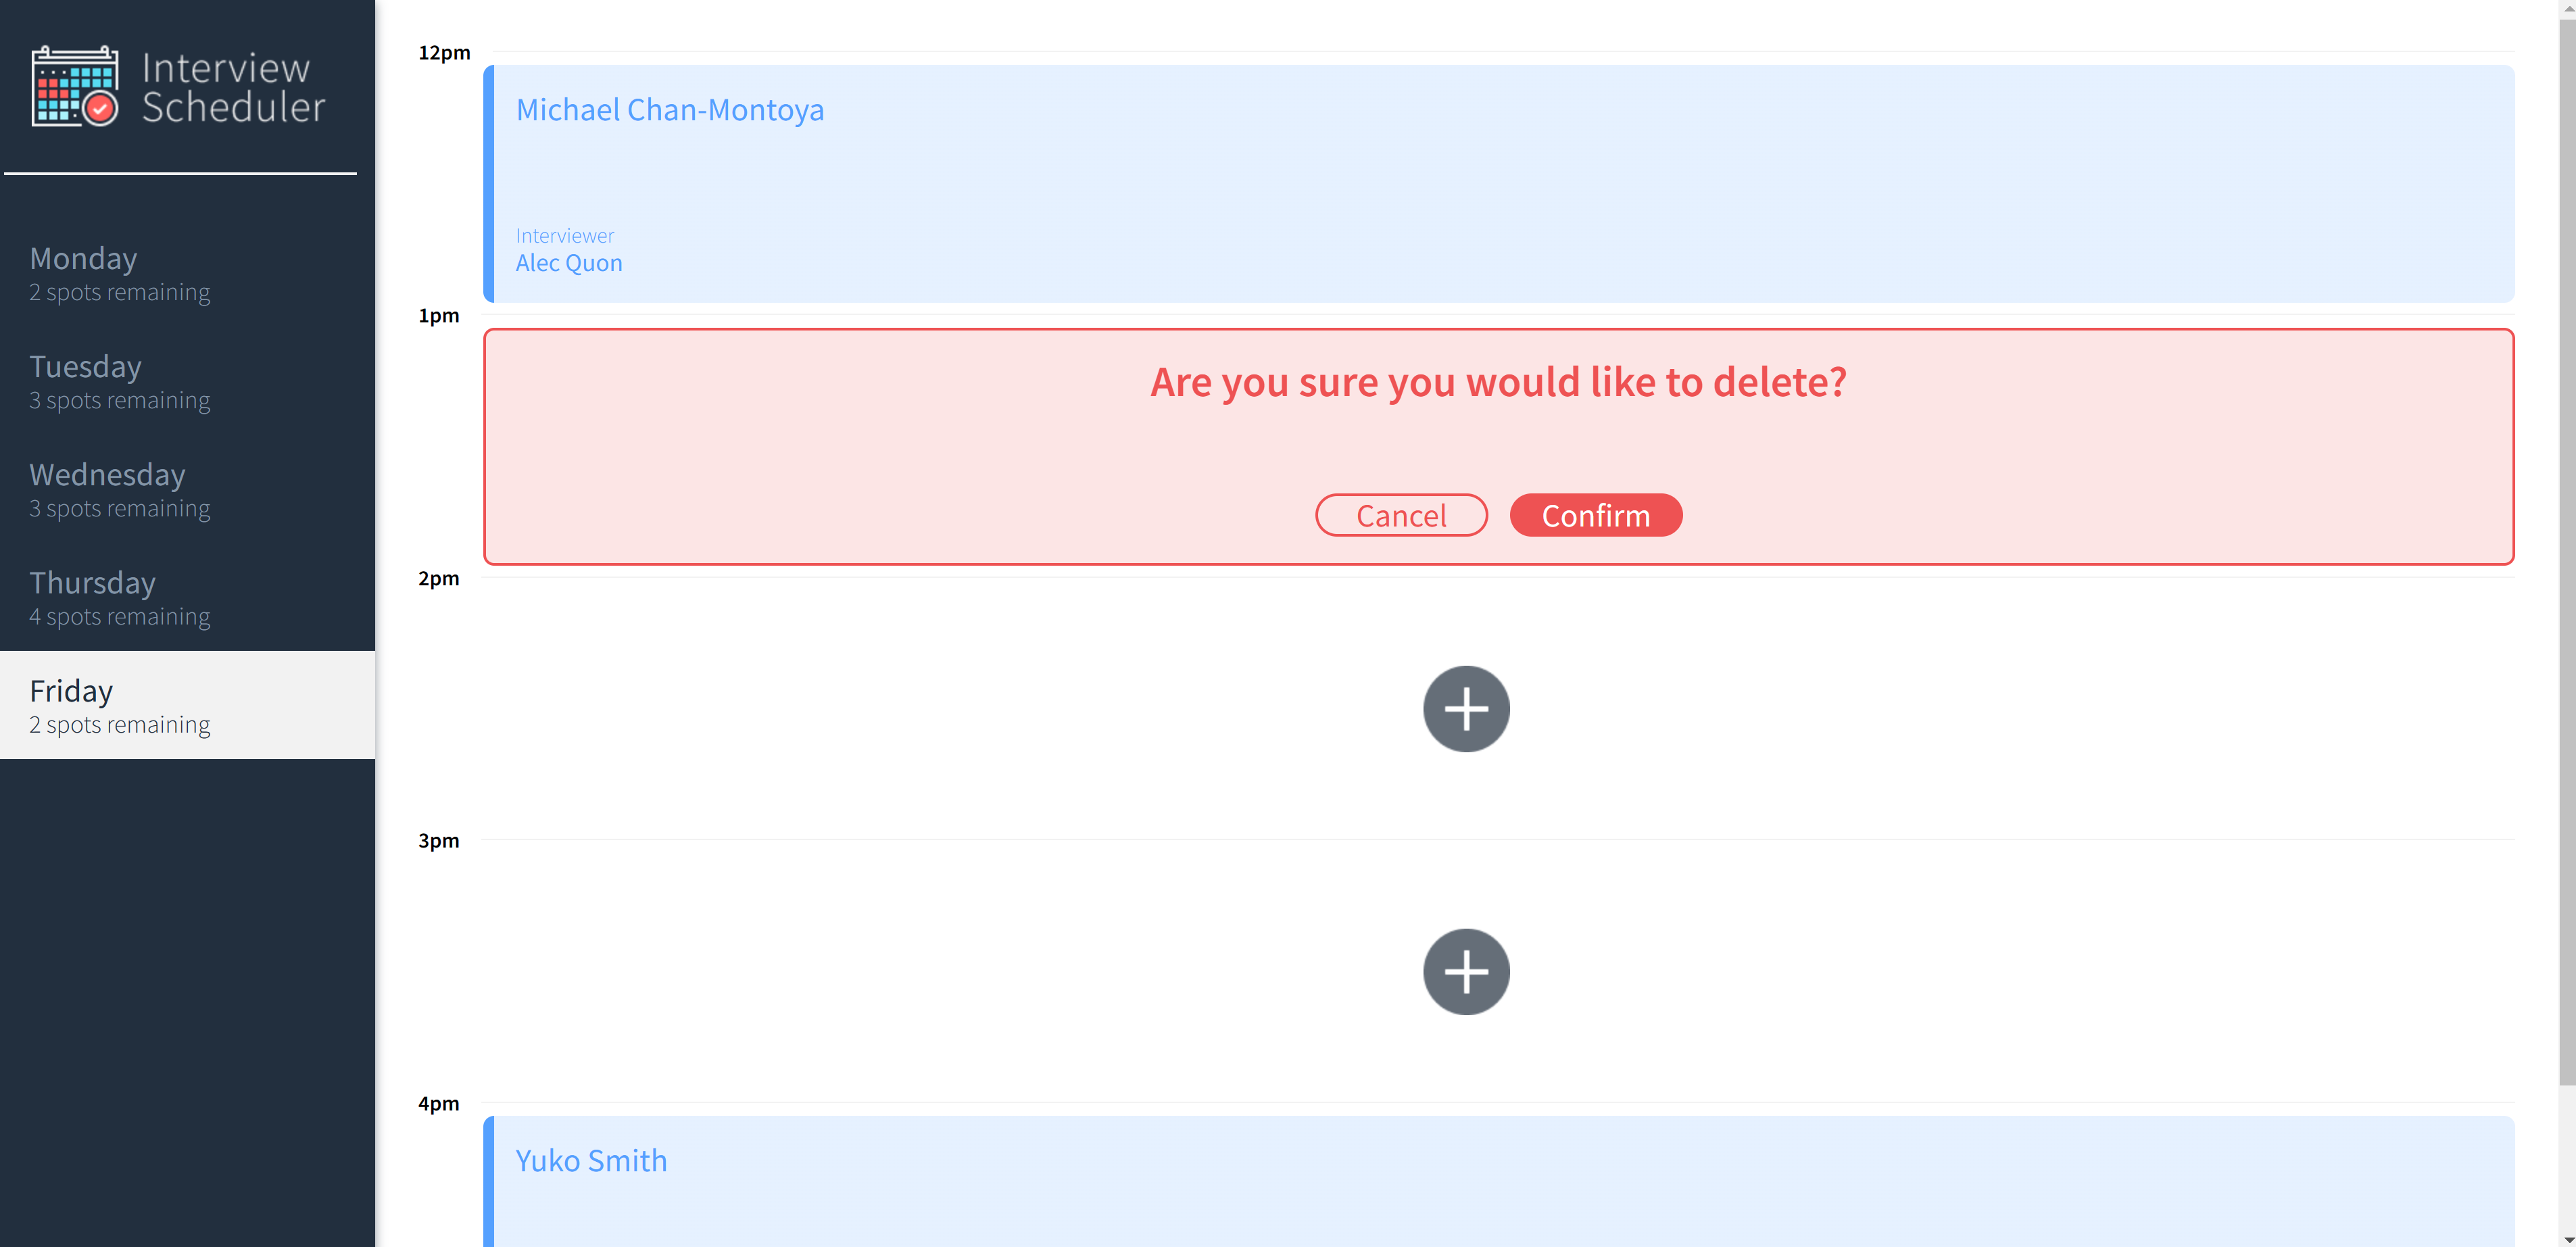 Interview
Scheduler
Monday
2 spots remaining
Tuesday
3 spots remaining
Wednesday
3 spots remaining
Thursday
4 spots remaining
Friday
2 spots remaining
12pm
Michael Chan-Montoya
Interviewer
Alec Quon
1pm
Are you sure you would like to delete?
Cancel Confirm
2pm
3pm
4pm
Yuko Smith